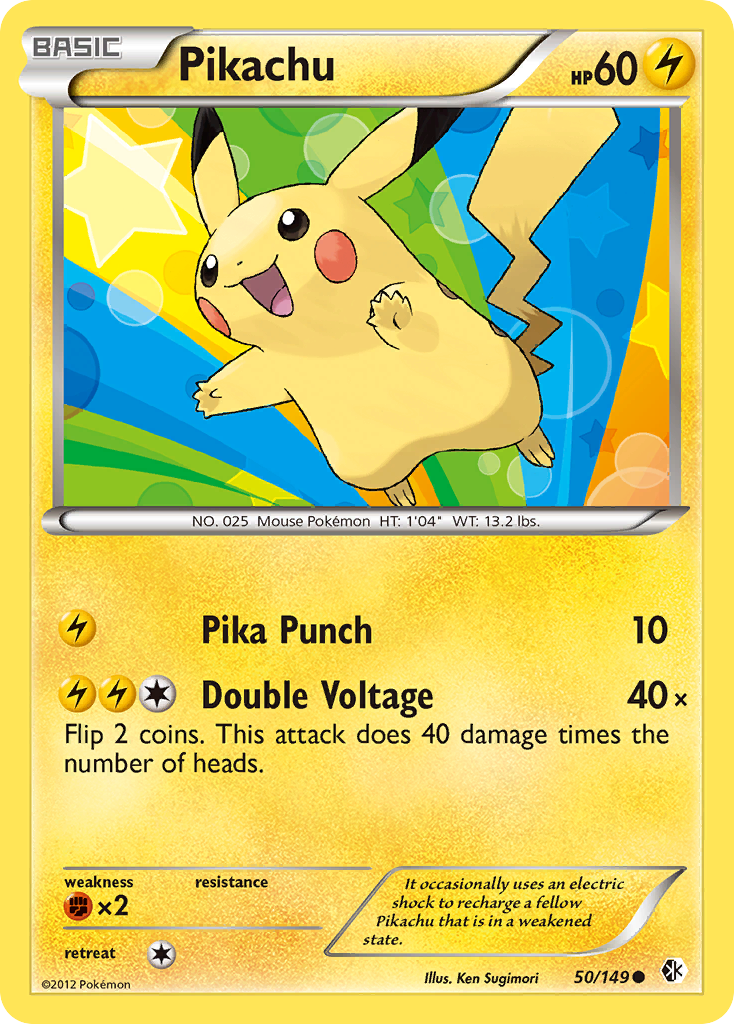 BASIC
Pikachu
HP60
NO. 025 Mouse Pokémon HT: 1'04" WT: 13.2 lbs.
Pika Punch 10
Double Voltage 40×
Flip 2 coins. This attack does 40 damage times the
number of heads.
weakness resistance
×2
retreat
It occasionally uses an electric
shock to recharge a fellow
Pikachu that is in a weakened
state.
©2012 Pokémon
Illus. Ken Sugimori 50/149